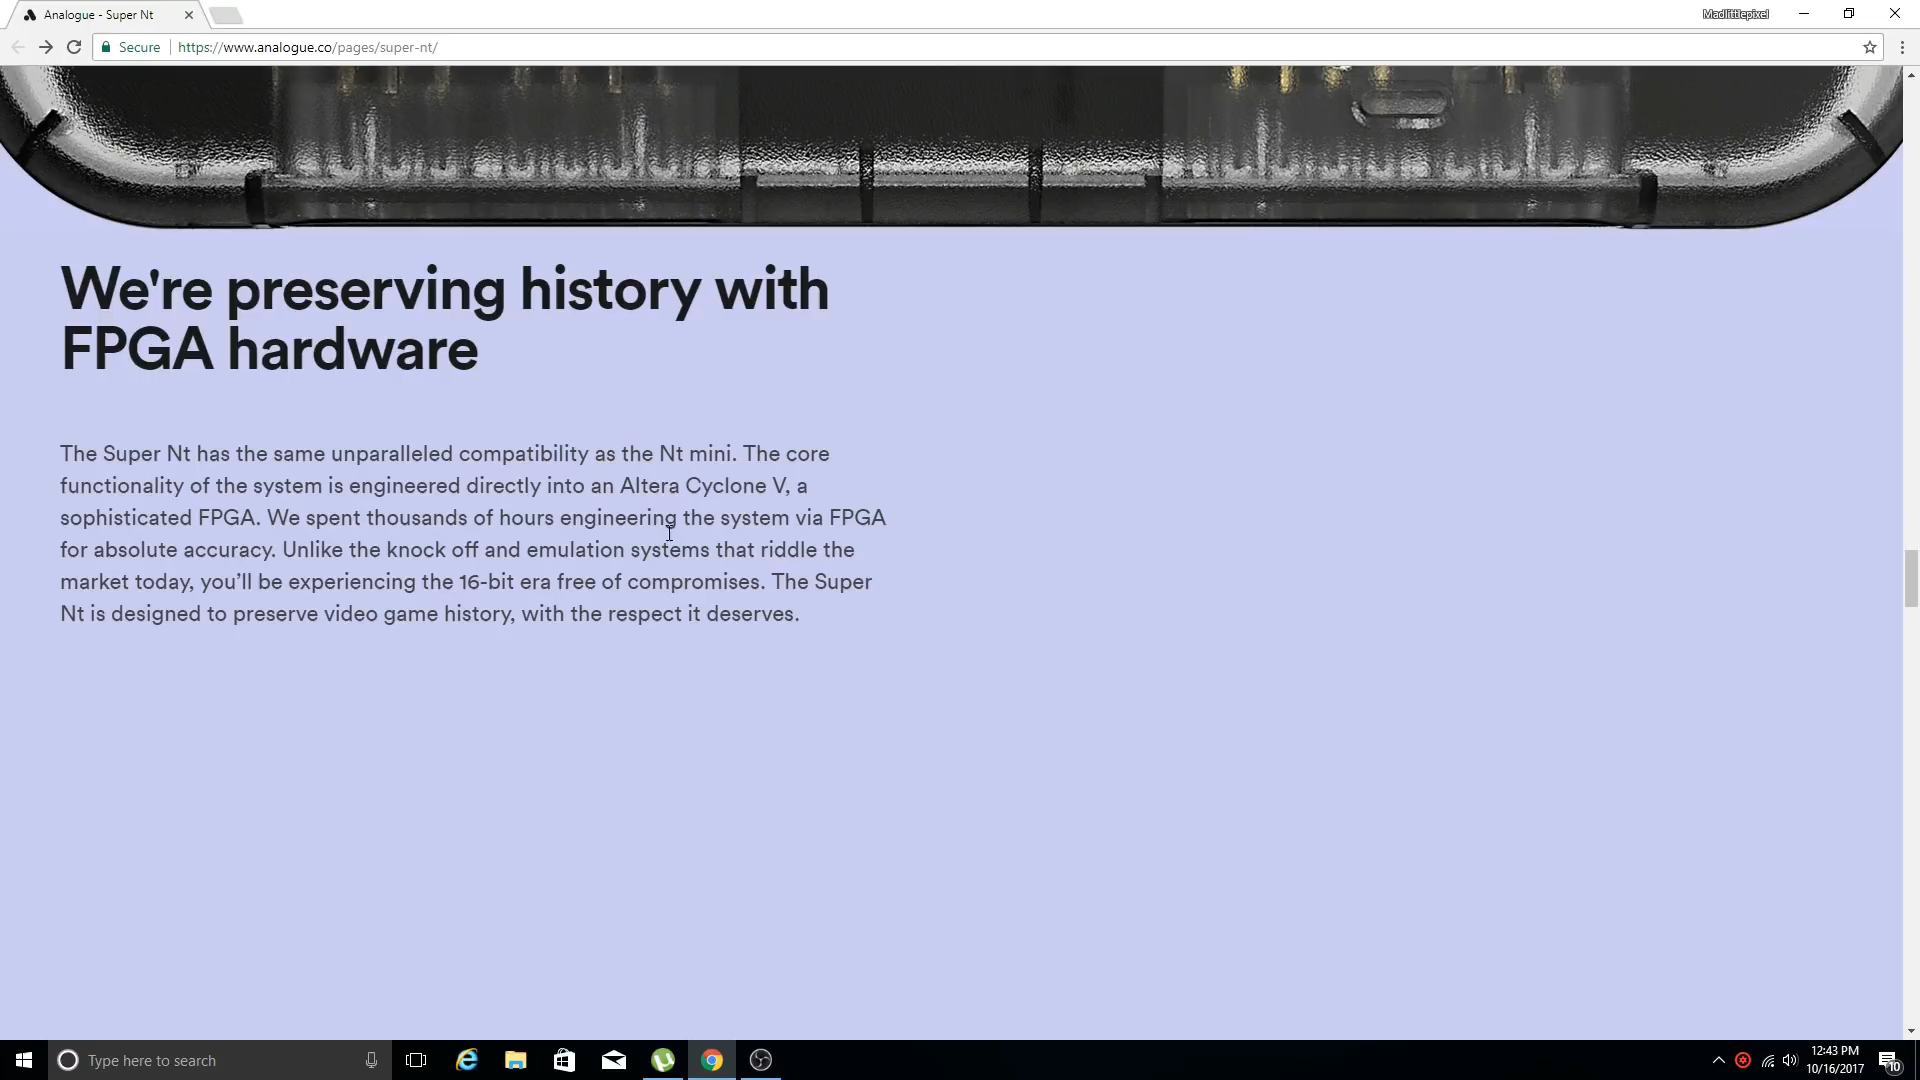 Analogue - Super Nt
Madlittlepixel
Secure
https://www.analogue.co/pages/super-nt/
We're preserving history with
FPGA hardware
The Super Nt has the same unparalleled compatibility as the Nt mini. The core
functionality of the system is engineered directly into an Altera Cyclone V, a
sophisticated FPGA. We spent thousands of hours engineering the system via FPGA
for absolute accuracy. Unlike the knock off and emulation systems that riddle the
market today, you’ll be experiencing the 16-bit era free of compromises. The Super
Nt is designed to preserve video game history, with the respect it deserves.
Type here to search
12:43 PM
10/16/2017
10